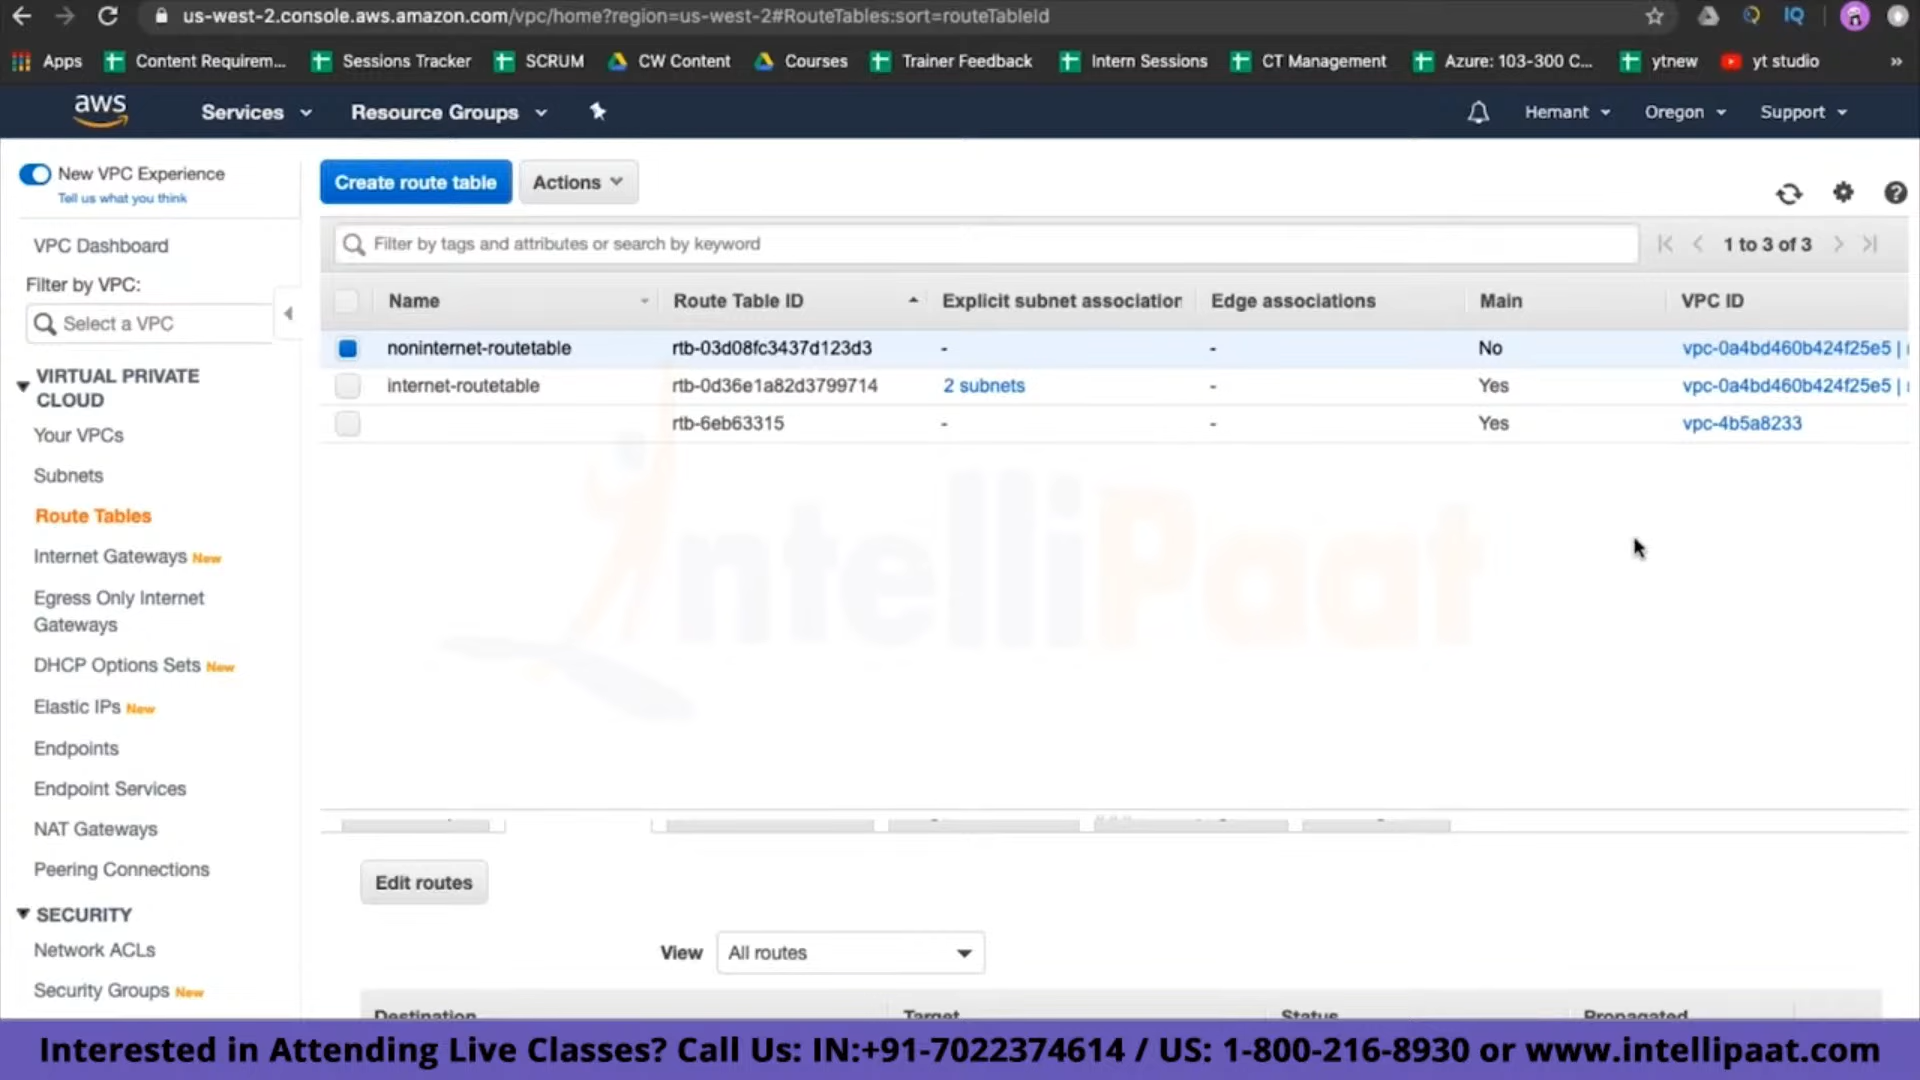 us-west-2.console.aws.amazon.com/vpc/home?region=us-west-2#RouteTables:sort=routeTableId
Apps Content Requirem... Sessions Tracker SCRUM CW Content Courses Trainer Feedback Intern Sessions CT Management Azure: 103-300 C... ytnew yt studio »
aws Services Resource Groups Hemant Oregon Support
New VPC Experience
Tell us what you think
Create route table Actions
VPC Dashboard
Filter by VPC:
Select a VPC
Filter by tags and attributes or search by keyword
1 to 3 of 3
Name Route Table ID Explicit subnet association Edge associations Main VPC ID
noninternet-routetable rtb-03d08fc3437d123d3 - - No vpc-0a4bd460b424f25e5 |
internet-routetable rtb-0d36e1a82d3799714 2 subnets - Yes vpc-0a4bd460b424f25e5 |
rtb-6eb63315 - - Yes vpc-4b5a8233
VIRTUAL PRIVATE
CLOUD
Your VPCs
Subnets
Route Tables
Internet Gateways New
Egress Only Internet
Gateways
DHCP Options Sets New
Elastic IPs New
Endpoints
Endpoint Services
NAT Gateways
Peering Connections
SECURITY
Network ACLs
Security Groups New
intelliPaat
Edit routes
View All routes
Destination Target Status Propagated
Interested in Attending Live Classes? Call Us: IN:+91-7022374614 / US: 1-800-216-8930 or www.intellipaat.com